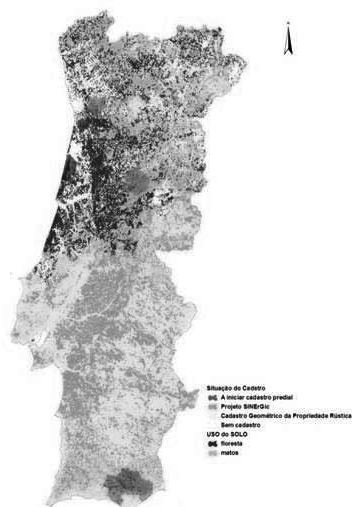 Situação do Cadstro
A iniciar cadastro predial
Projeto SiNErGic
Cadastro Geométrico da Propriedade Rústica
Sem cadastro
USO do SOLO
floresta
matos